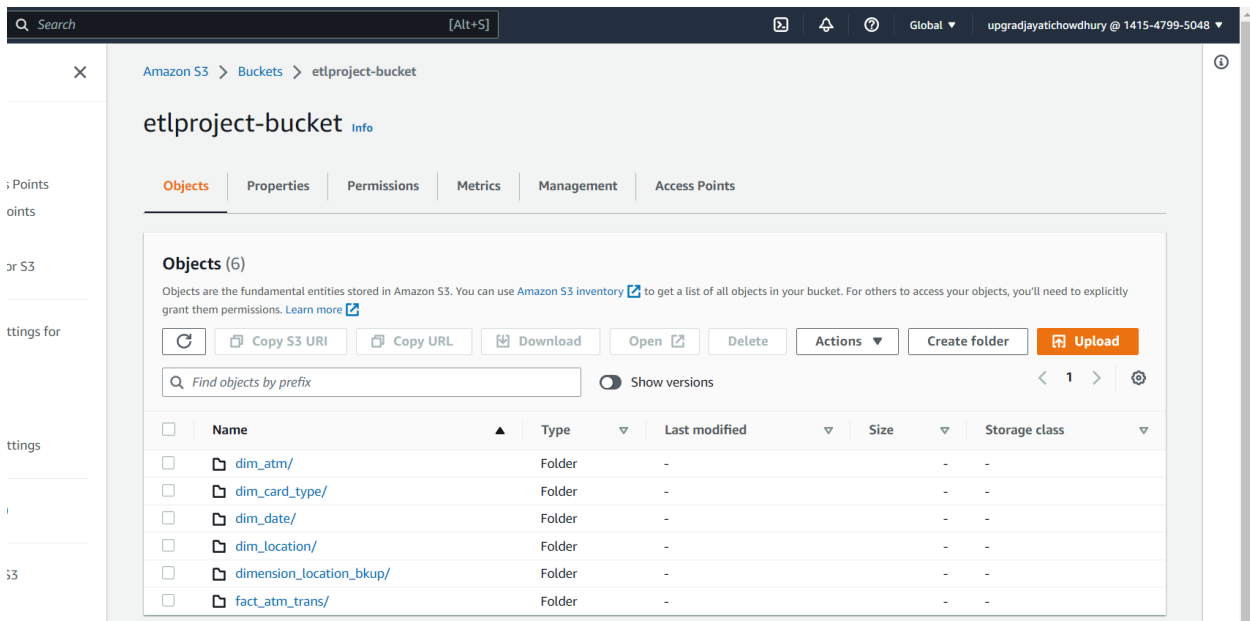 Search [Alt+S] Global upgradjayatichowdhury @ 1415-4799-5048
Amazon S3 > Buckets > etlproject-bucket
etlproject-bucket Info
Points
Objects Properties Permissions Metrics Management Access Points
oints
Objects (6)
or S3
Objects are the fundamental entities stored in Amazon S3. You can use Amazon S3 inventory to get a list of all objects in your bucket. For others to access your objects, you'll need to explicitly
grant them permissions. Learn more
ttings for
Copy S3 URI Copy URL Download Open Delete Actions Create folder Upload
Find objects by prefix Show versions 1
Name Type Last modified Size Storage class
ttings
dim_atm/ Folder - - -
dim_card_type/ Folder - - -
dim_date/ Folder - - -
dim_location/ Folder - - -
dimension_location_bkup/ Folder - - -
S3
fact_atm_trans/ Folder - - -